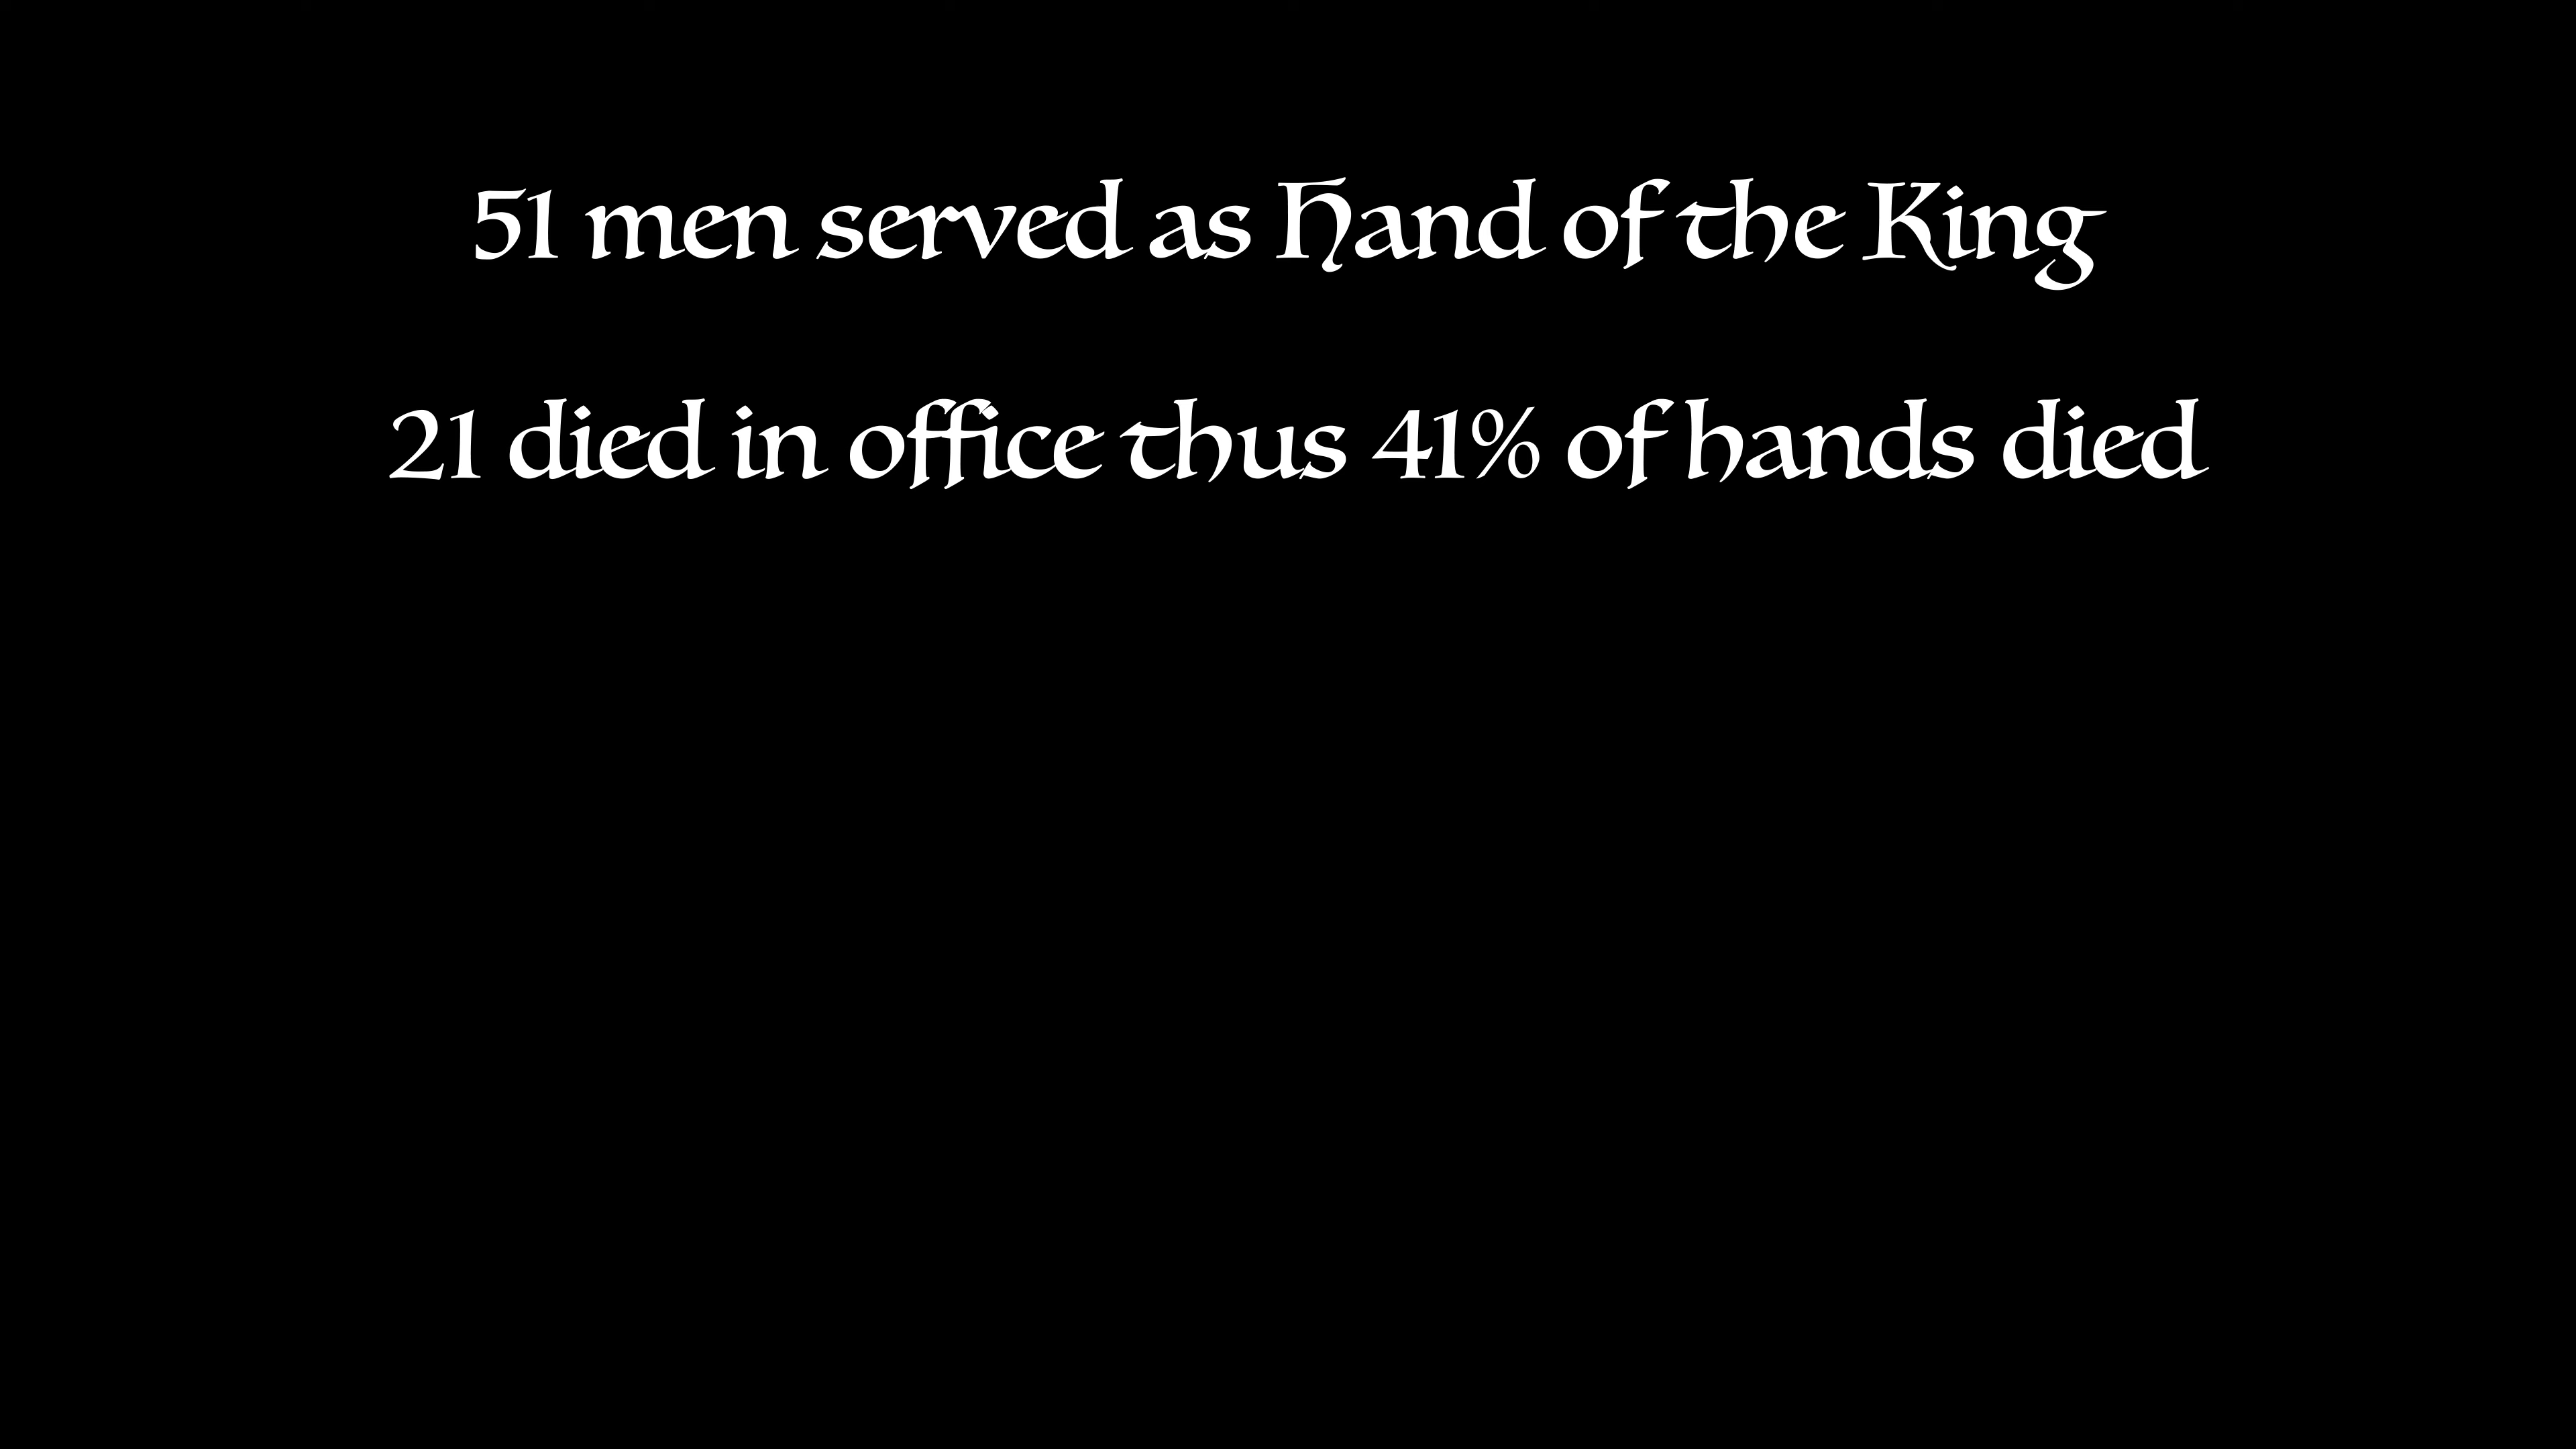 51 men served as Hand of the King
21 died in office thus 41% of hands died